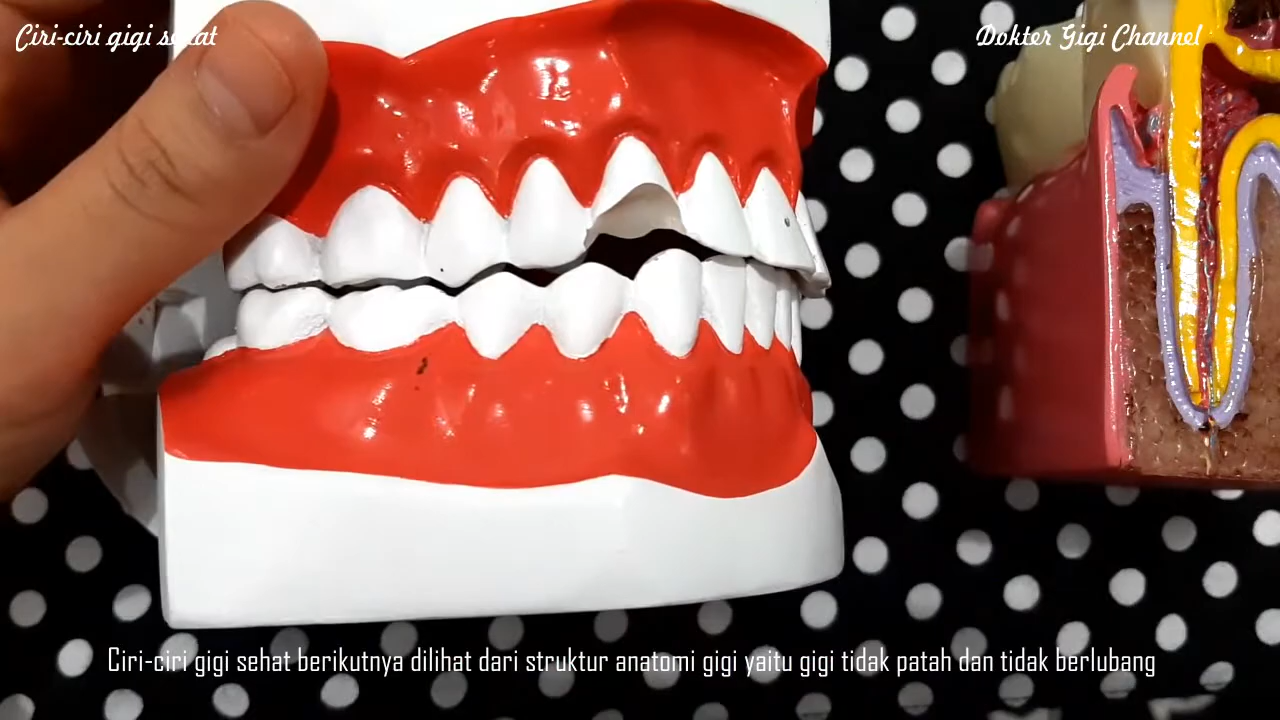 Ciri-ciri gigi sehat
Dokter Gigi Channel
Ciri-ciri gigi sehat berikutnya dilihat dari struktur anatomi gigi yaitu gigi tidak patah dan tidak berlubang